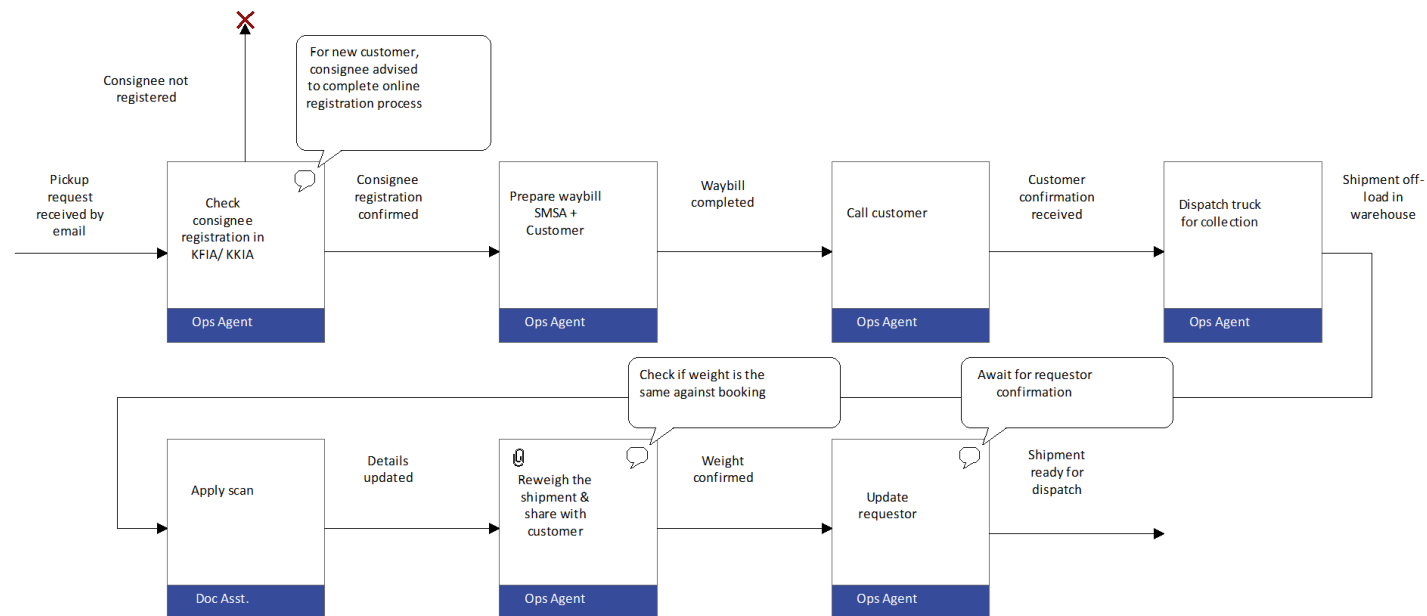 Consignee not
registered
For new customer,
consignee advised
to complete online
registration process
Pickup
request
received by
email
Check
consignee
registration in
KFIA/ KKIA
Ops Agent
Consignee
registration
confirmed
Prepare waybill
SMSA +
Customer
Ops Agent
Waybill
completed
Call customer
Ops Agent
Customer
confirmation
received
Dispatch truck
for collection
Ops Agent
Shipment off-
load in
warehouse
Apply scan
Doc Asst.
Details
updated
Check if weight is the
same against booking
Reweigh the
shipment &
share with
customer
Ops Agent
Weight
confirmed
Await for requestor
confirmation
Update
requestor
Ops Agent
Shipment
ready for
dispatch